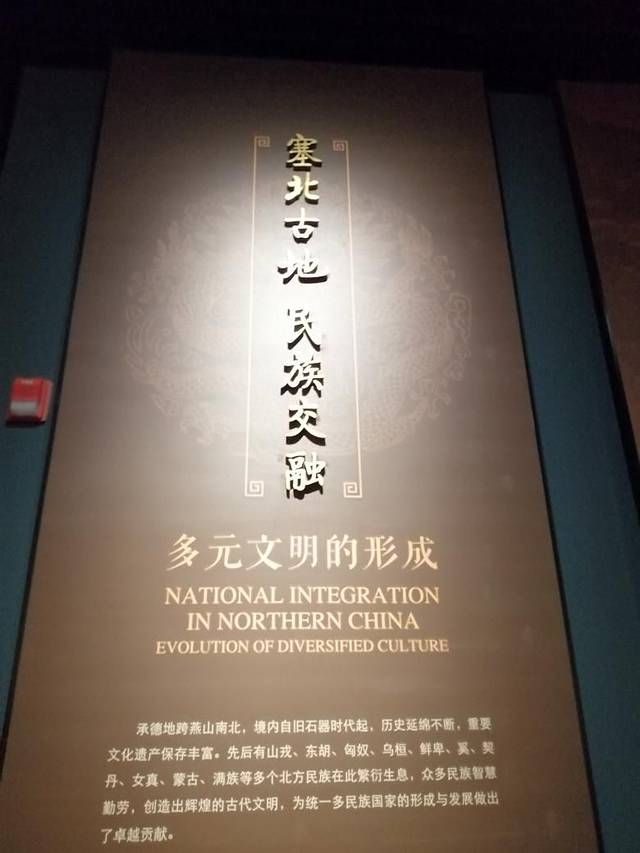 塞北古地 民族交融
多元文明的形成
NATIONAL INTEGRATION
IN NORTHERN CHINA
EVOLUTION OF DIVERSIFIED CULTURE
承德地跨燕山南北，境内自旧石器时代起，历史延绵不断，重要
文化遗产保存丰富。先后有山戎、东胡、匈奴、乌桓、鲜卑、奚、契
丹、女真、蒙古、满族等多个北方民族在此繁衍生息，众多民族智慧
勤劳，创造出辉煌的古代文明，为统一多民族国家的形成与发展做出
了卓越贡献。